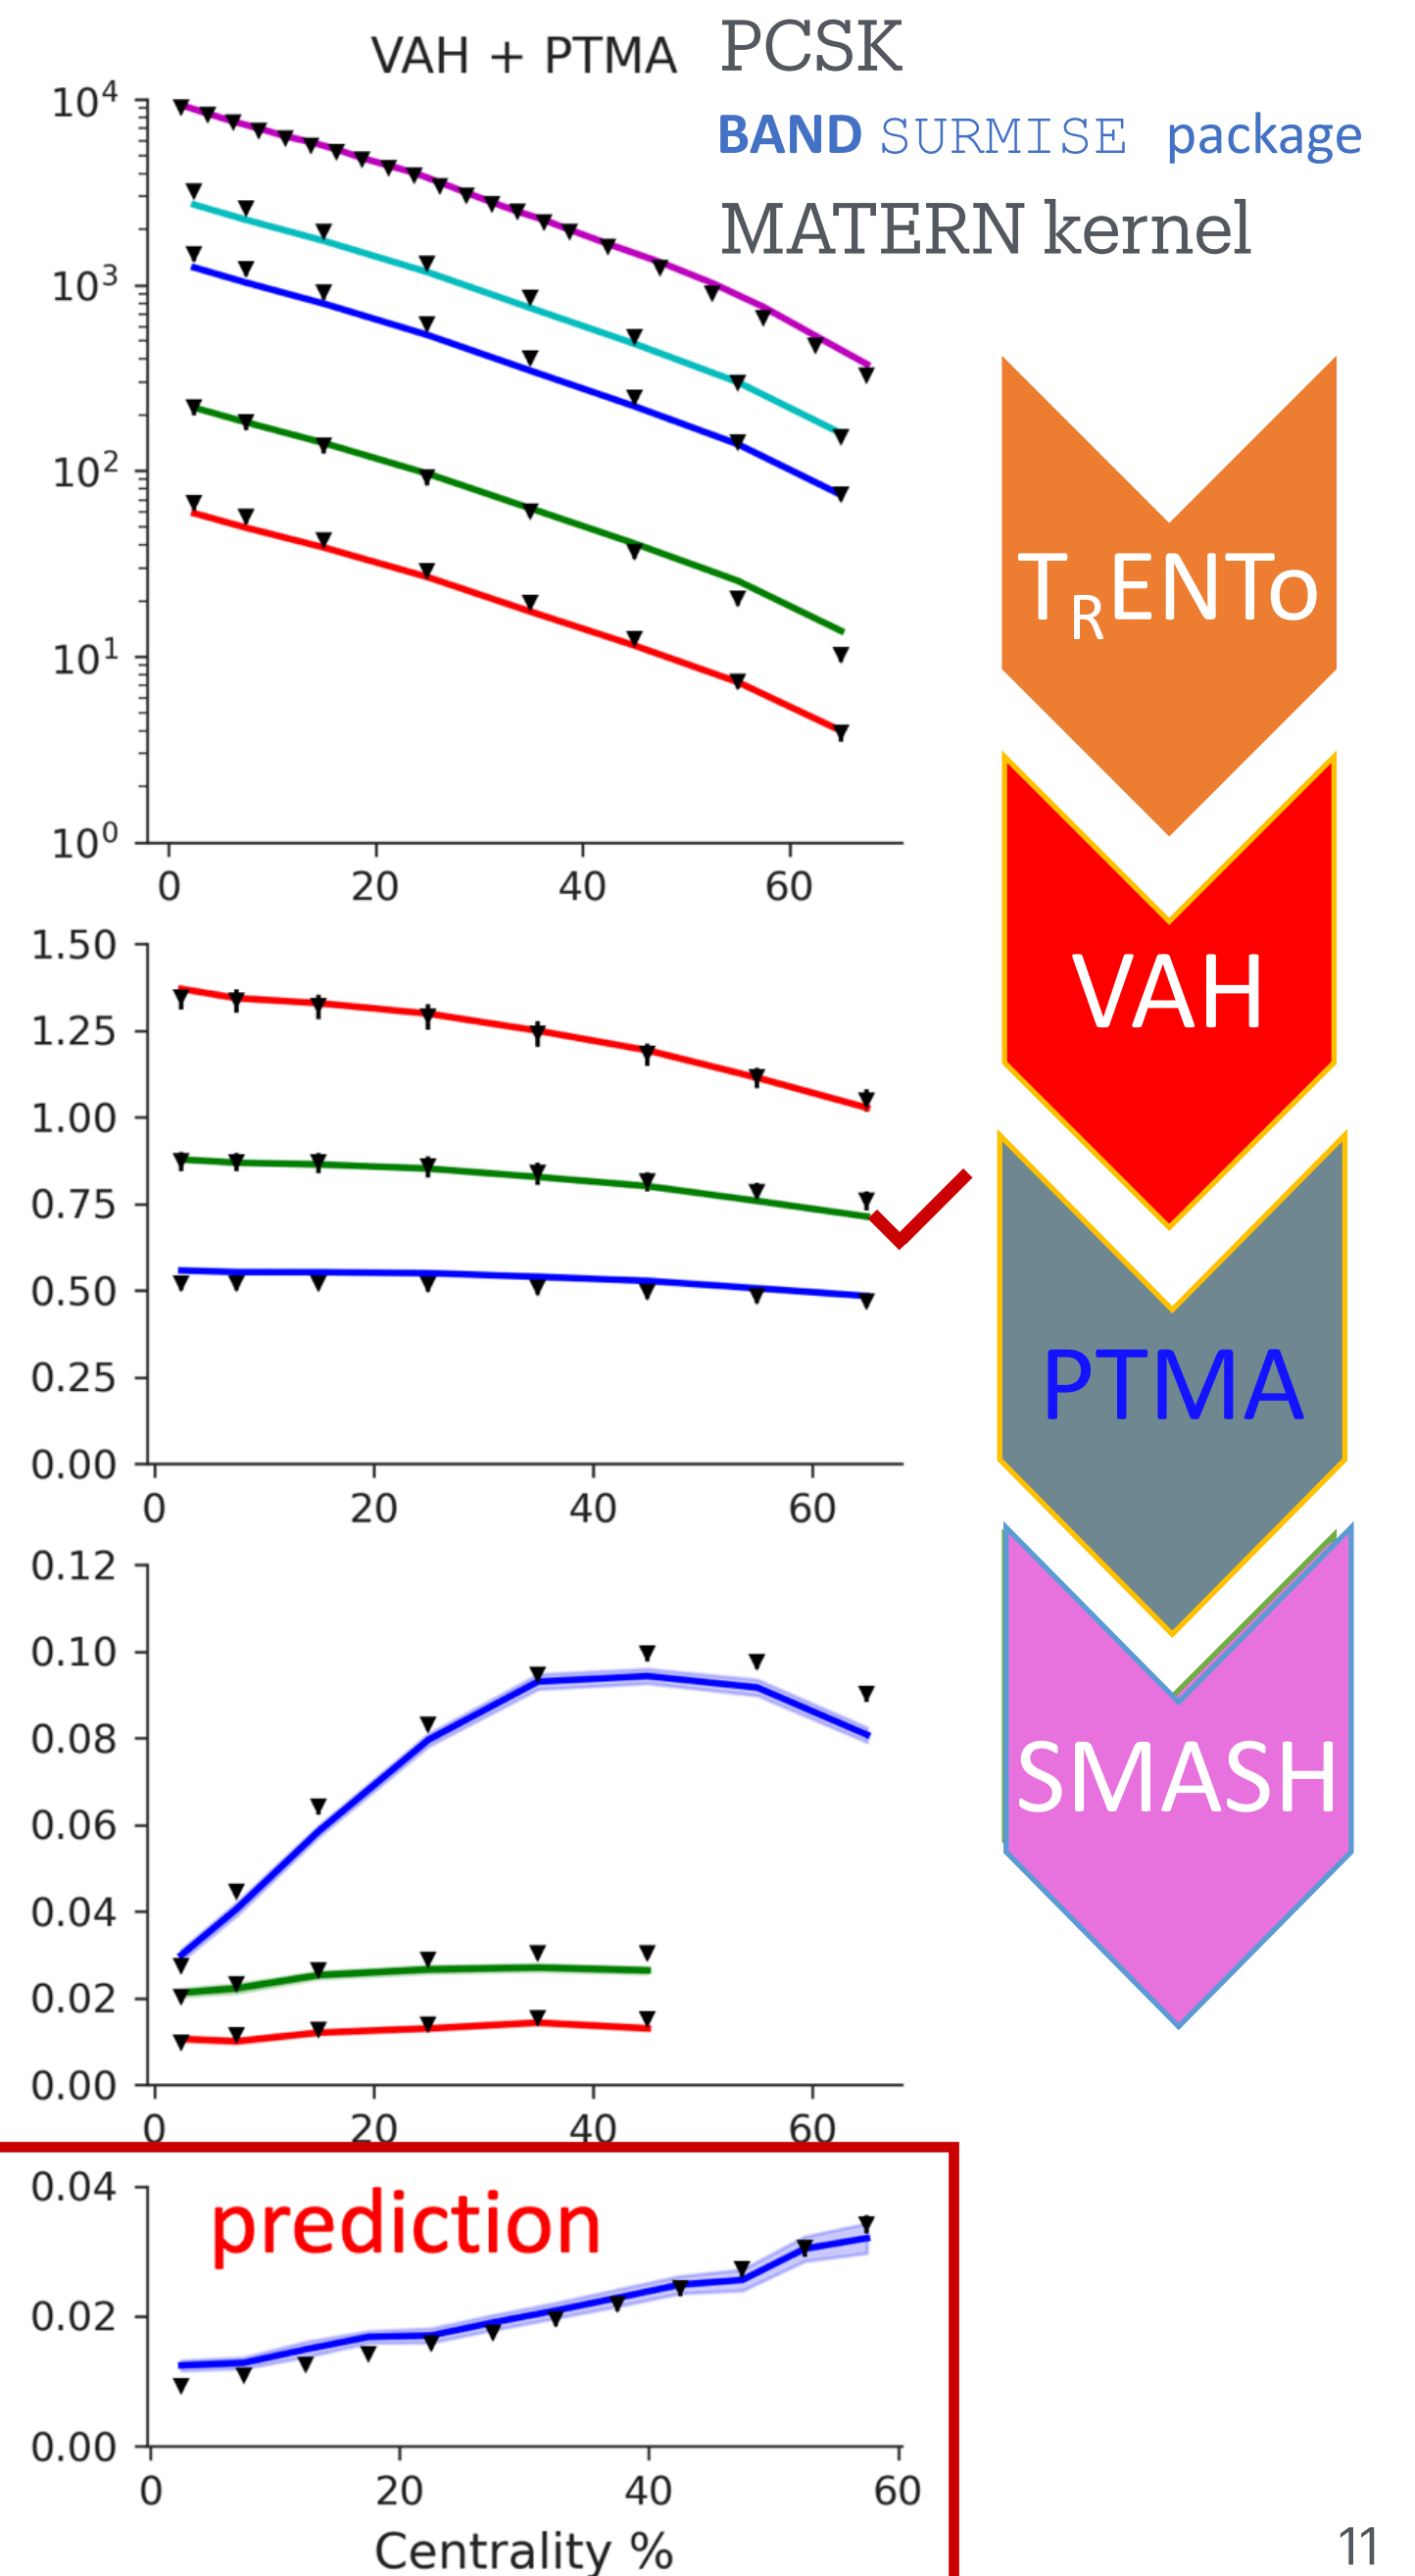 VAH + PTMA
PCSK
BAND SURMISE package
MATERN kernel
10⁴
10³
10²
10¹
10⁰
0 20 40 60
1.50
1.25
1.00
0.75
0.50
0.25
0.00
0 20 40 60
0.12
0.10
0.08
0.06
0.04
0.02
0.00
0 20 40 60
prediction
0.04
0.02
0.00
0 20 40 60
Centrality %
TRENTo
VAH
PTMA
SMASH
11